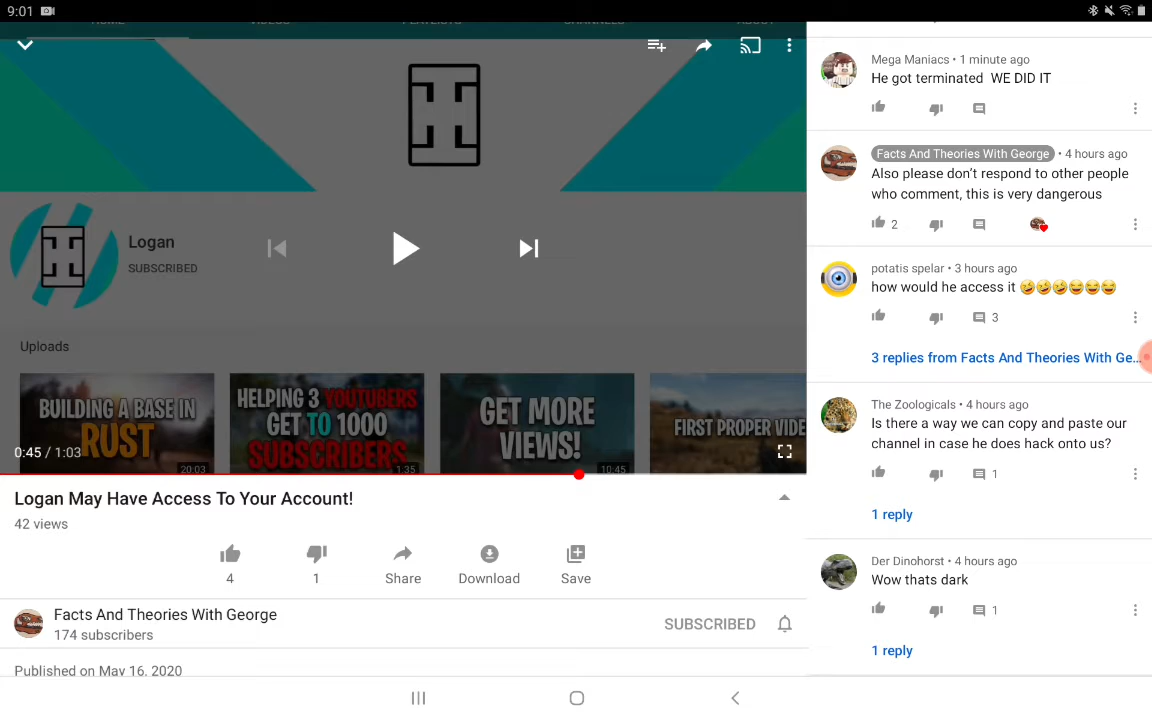 9:01
Logan
SUBSCRIBED
Uploads
BUILDING A BASE IN
RUST
20:03
HELPING 3 YOUTUBERS
GET TO 1000
SUBSCRIBERS
1:35
GET MORE
VIEWS!
10:45
FIRST PROPER VIDE
0:45 / 1:03
Logan May Have Access To Your Account!
42 views
4
1
Share
Download
Save
Facts And Theories With George
174 subscribers
SUBSCRIBED
Published on May 16, 2020
Mega Maniacs • 1 minute ago
He got terminated WE DID IT
Facts And Theories With George • 4 hours ago
Also please don't respond to other people
who comment, this is very dangerous
2
potatis spelar • 3 hours ago
how would he access it 🤣🤣🤣😂😂😂
3
3 replies from Facts And Theories With Ge...
The Zoologicals • 4 hours ago
Is there a way we can copy and paste our
channel in case he does hack onto us?
1
1 reply
Der Dinohorst • 4 hours ago
Wow thats dark
1
1 reply